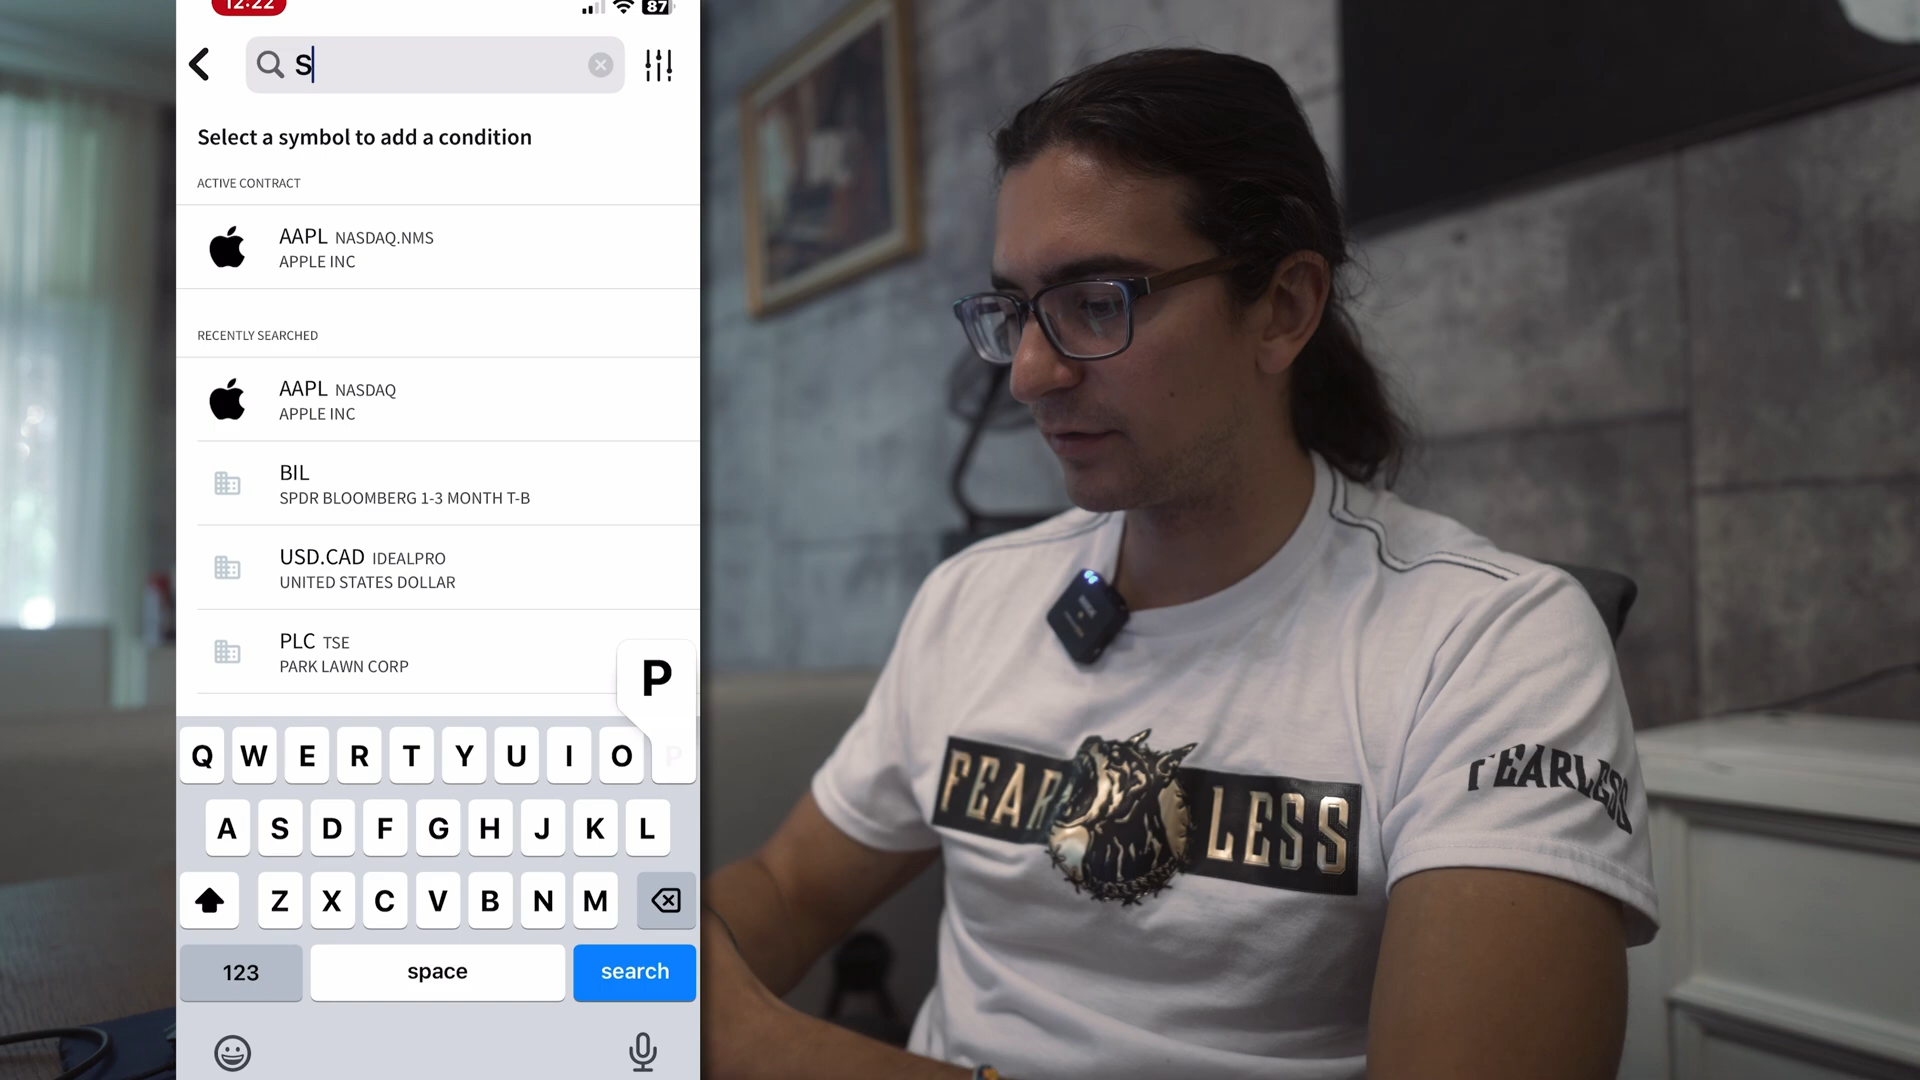 12:22
87
S
Select a symbol to add a condition
ACTIVE CONTRACT
AAPL NASDAQ.NMS
APPLE INC
RECENTLY SEARCHED
AAPL NASDAQ
APPLE INC
BIL
SPDR BLOOMBERG 1-3 MONTH T-B
USD.CAD IDEALPRO
UNITED STATES DOLLAR
PLC TSE
PARK LAWN CORP
P
Q W E R T Y U I O P
A S D F G H J K L
Z X C V B N M
123 space search
FEAR LESS
FEARLESS